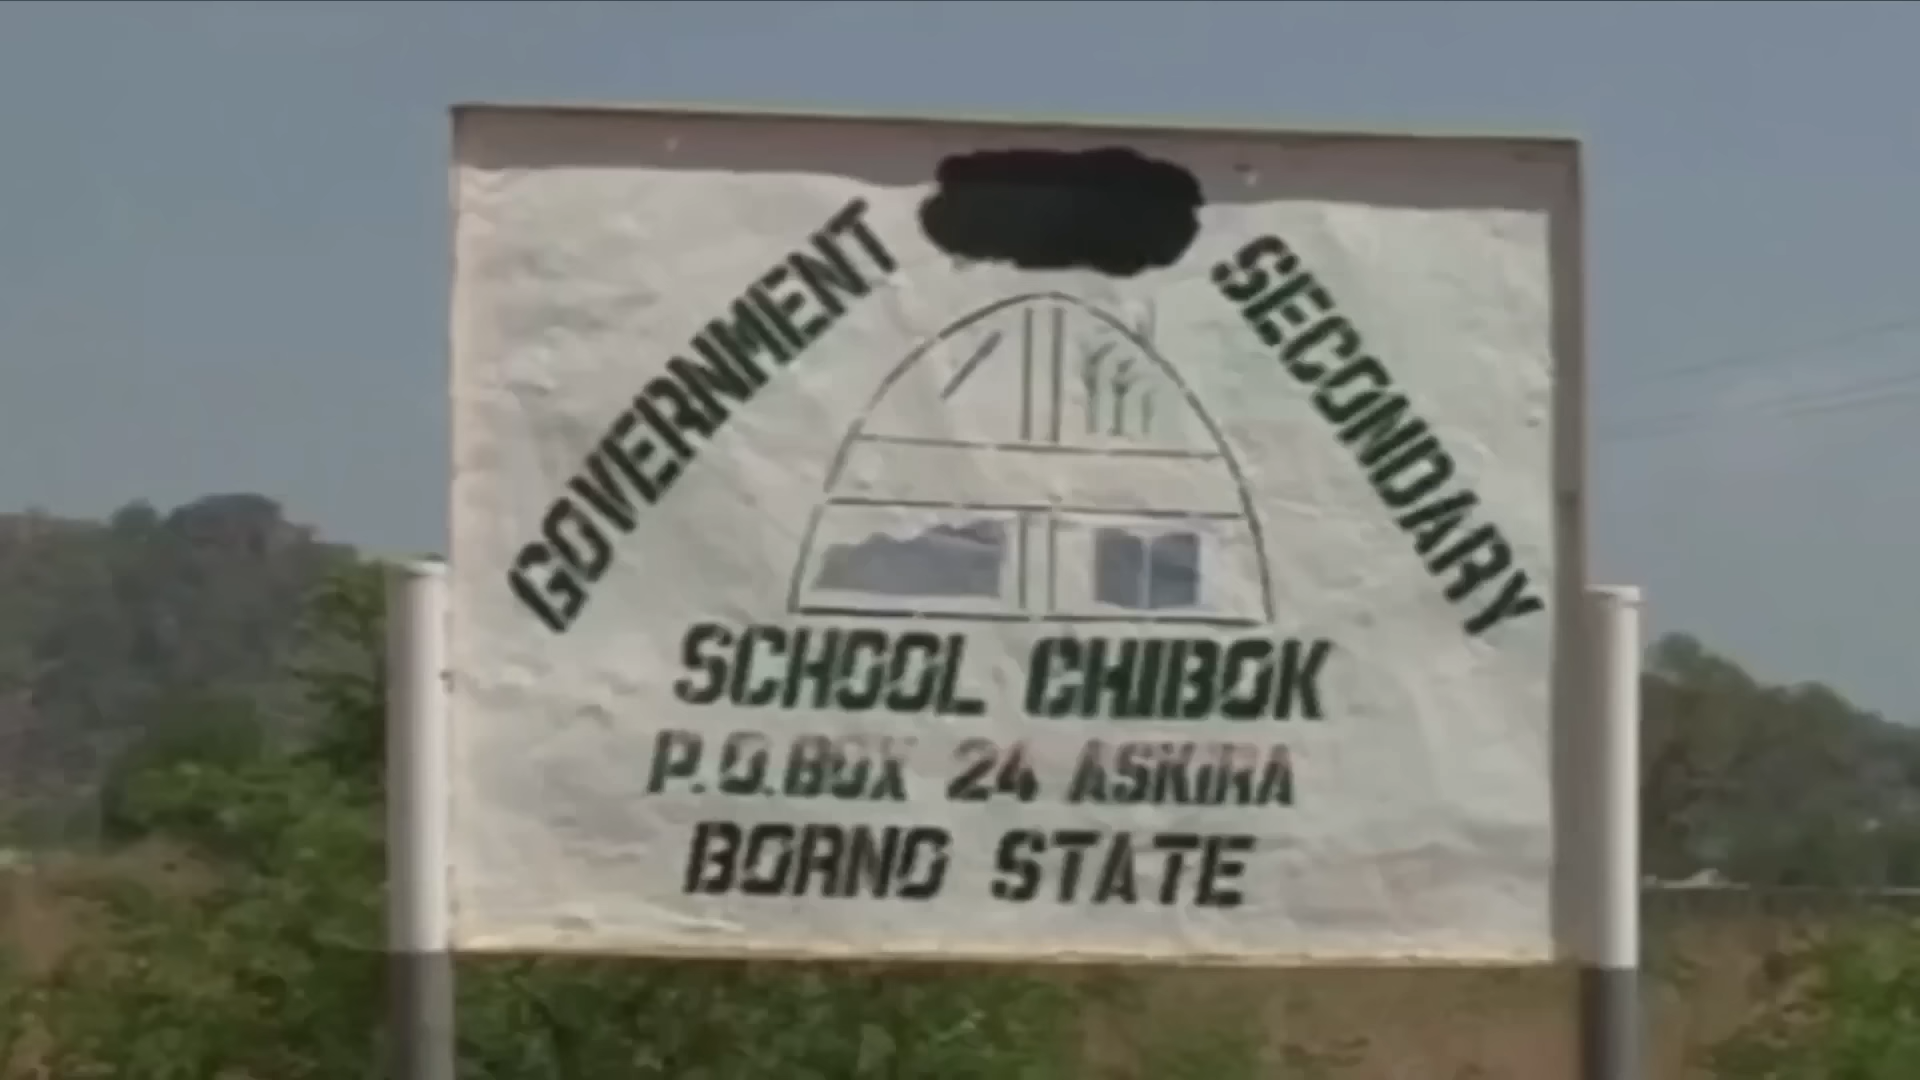 GOVERNMENT
SECONDARY
SCHOOL CHIBOK
P.O.BOX 24 ASKIRA
BORNO STATE